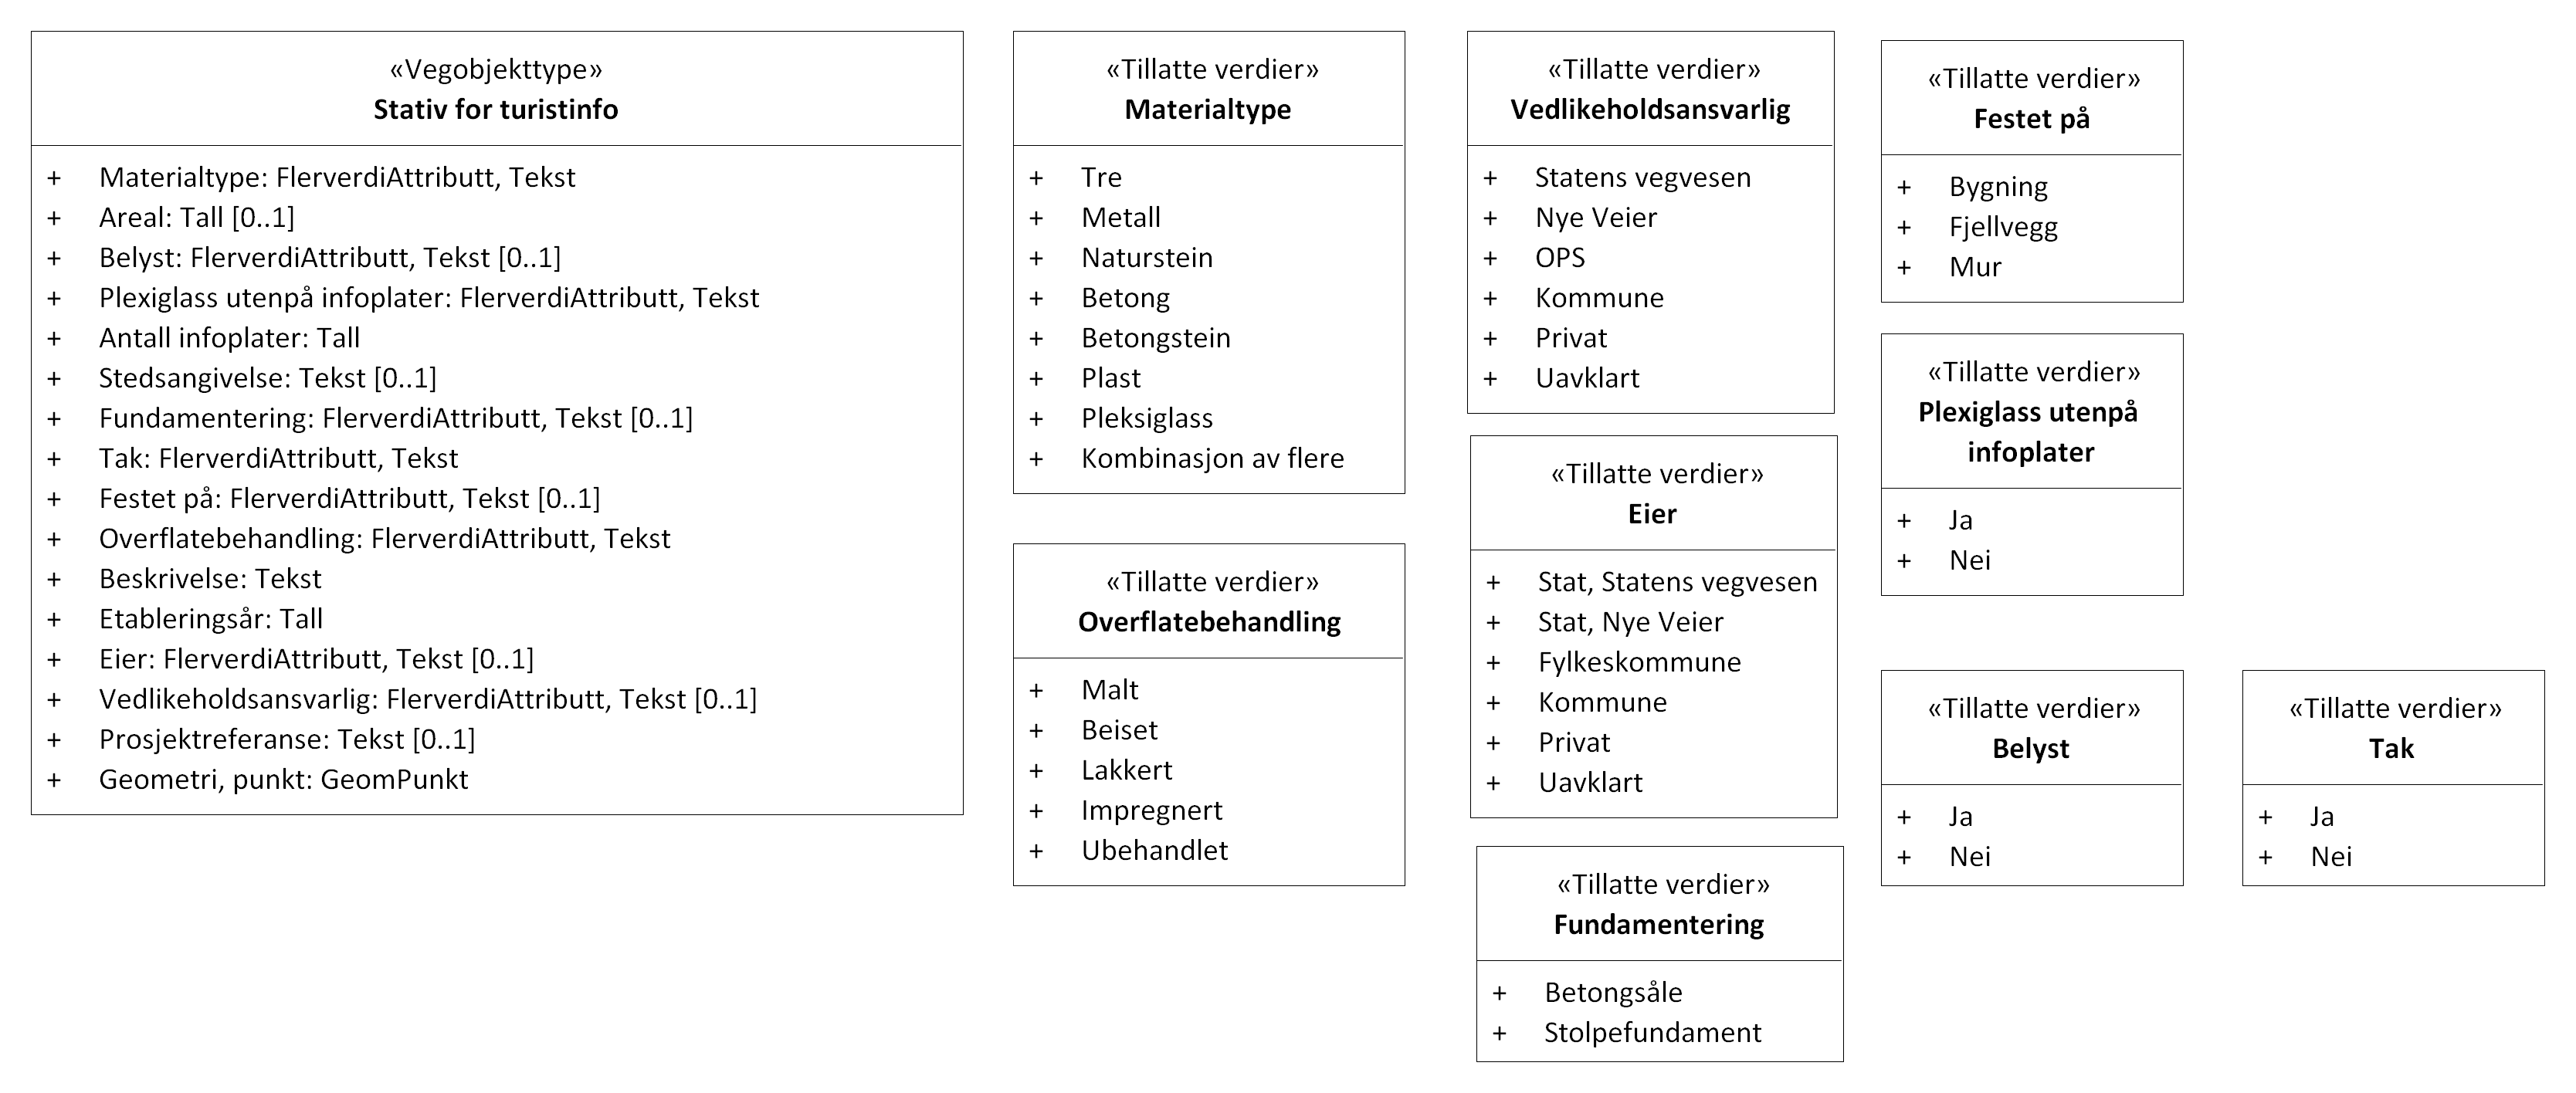 «Vegobjekttype»
Stativ for turistinfo
+ Materialtype: FlerverdiAttributt, Tekst
+ Areal: Tall [0..1]
+ Belyst: FlerverdiAttributt, Tekst [0..1]
+ Plexiglass utenpå infoplater: FlerverdiAttributt, Tekst
+ Antall infoplater: Tall
+ Stedsangivelse: Tekst [0..1]
+ Fundamentering: FlerverdiAttributt, Tekst [0..1]
+ Tak: FlerverdiAttributt, Tekst
+ Festet på: FlerverdiAttributt, Tekst [0..1]
+ Overflatebehandling: FlerverdiAttributt, Tekst
+ Beskrivelse: Tekst
+ Etableringsår: Tall
+ Eier: FlerverdiAttributt, Tekst [0..1]
+ Vedlikeholdsansvarlig: FlerverdiAttributt, Tekst [0..1]
+ Prosjektreferanse: Tekst [0..1]
+ Geometri, punkt: GeomPunkt
«Tillatte verdier»
Materialtype
+ Tre
+ Metall
+ Naturstein
+ Betong
+ Betongstein
+ Plast
+ Pleksiglass
+ Kombinasjon av flere
«Tillatte verdier»
Overflatebehandling
+ Malt
+ Beiset
+ Lakkert
+ Impregnert
+ Ubehandlet
«Tillatte verdier»
Vedlikeholdsansvarlig
+ Statens vegvesen
+ Nye Veier
+ OPS
+ Kommune
+ Privat
+ Uavklart
«Tillatte verdier»
Eier
+ Stat, Statens vegvesen
+ Stat, Nye Veier
+ Fylkeskommune
+ Kommune
+ Privat
+ Uavklart
«Tillatte verdier»
Fundamentering
+ Betongsåle
+ Stolpefundament
«Tillatte verdier»
Festet på
+ Bygning
+ Fjellvegg
+ Mur
«Tillatte verdier»
Plexiglass utenpå
infoplater
+ Ja
+ Nei
«Tillatte verdier»
Belyst
+ Ja
+ Nei
«Tillatte verdier»
Tak
+ Ja
+ Nei